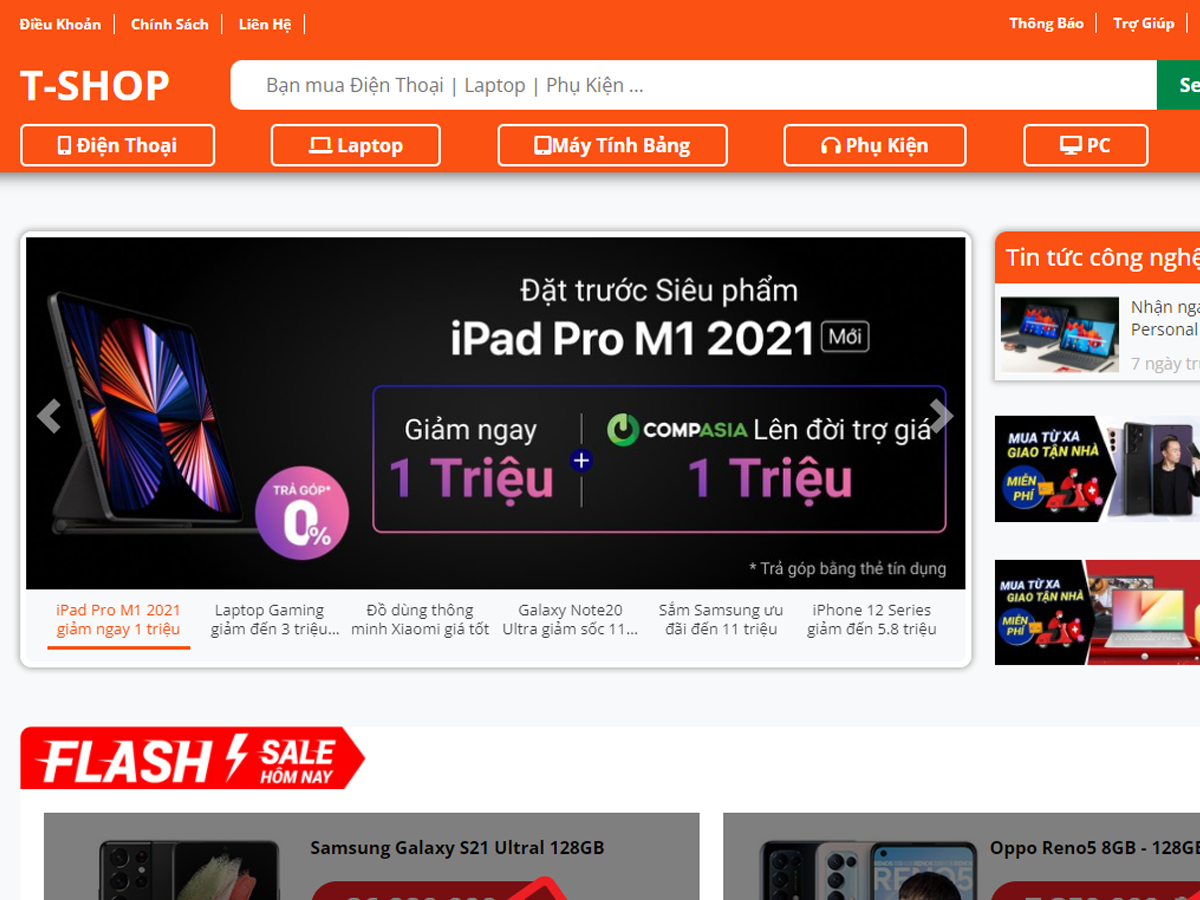 Điều Khoản
Chính Sách
Liên Hệ
Thông Báo
Trợ Giúp
T-SHOP
Bạn mua Điện Thoại | Laptop | Phụ Kiện ...
Se
Điện Thoại
Laptop
Máy Tính Bảng
Phụ Kiện
PC
Đặt trước Siêu phẩm
iPad Pro M1 2021 Mới
Giảm ngay
1 Triệu
+
COMPASIA Lên đời trợ giá
1 Triệu
TRẢ GÓP*
0%
* Trả góp bằng thẻ tín dụng
iPad Pro M1 2021
giảm ngay 1 triệu
Laptop Gaming
giảm đến 3 triệu...
Đồ dùng thông
minh Xiaomi giá tốt
Galaxy Note20
Ultra giảm sốc 11...
Sắm Samsung ưu
đãi đến 11 triệu
iPhone 12 Series
giảm đến 5.8 triệu
Tin tức công nghệ
Nhận nga
Personal
7 ngày trư
MUA TỪ XA
GIAO TẬN NHÀ
MIỄN
PHÍ
MUA TỪ XA
GIAO TẬN NHÀ
MIỄN
PHÍ
FLASH SALE
HÔM NAY
Samsung Galaxy S21 Ultral 128GB
Oppo Reno5 8GB - 128GB
RENO5